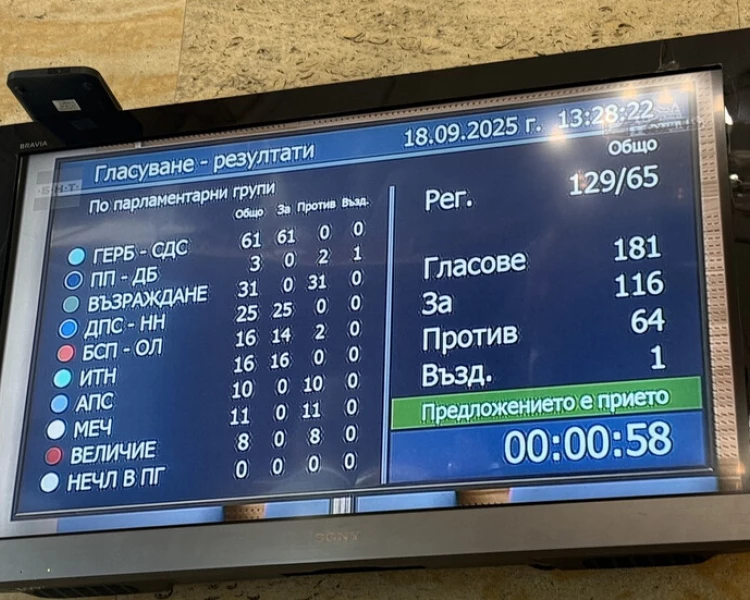 BRAVIA
Гласуване - резултати 18.09.2025 г. 13:28:22
·Б·Н·Т·
По парламентарни групи
Общо За Против Възд.
ГЕРБ - СДС 61 61 0 0
ПП - ДБ 3 0 2 1
ВЪЗРАЖДАНЕ 31 0 31 0
ДПС - НН 25 25 0 0
БСП - ОЛ 16 14 2 0
ИТН 16 16 0 0
АПС 10 0 10 0
МЕЧ 11 0 11 0
ВЕЛИЧИЕ 8 0 8 0
НЕЧЛ В ПГ 0 0 0 0
Общо
Рег. 129/65
Гласове 181
За 116
Против 64
Възд. 1
Предложението е прието
00:00:58
SONY